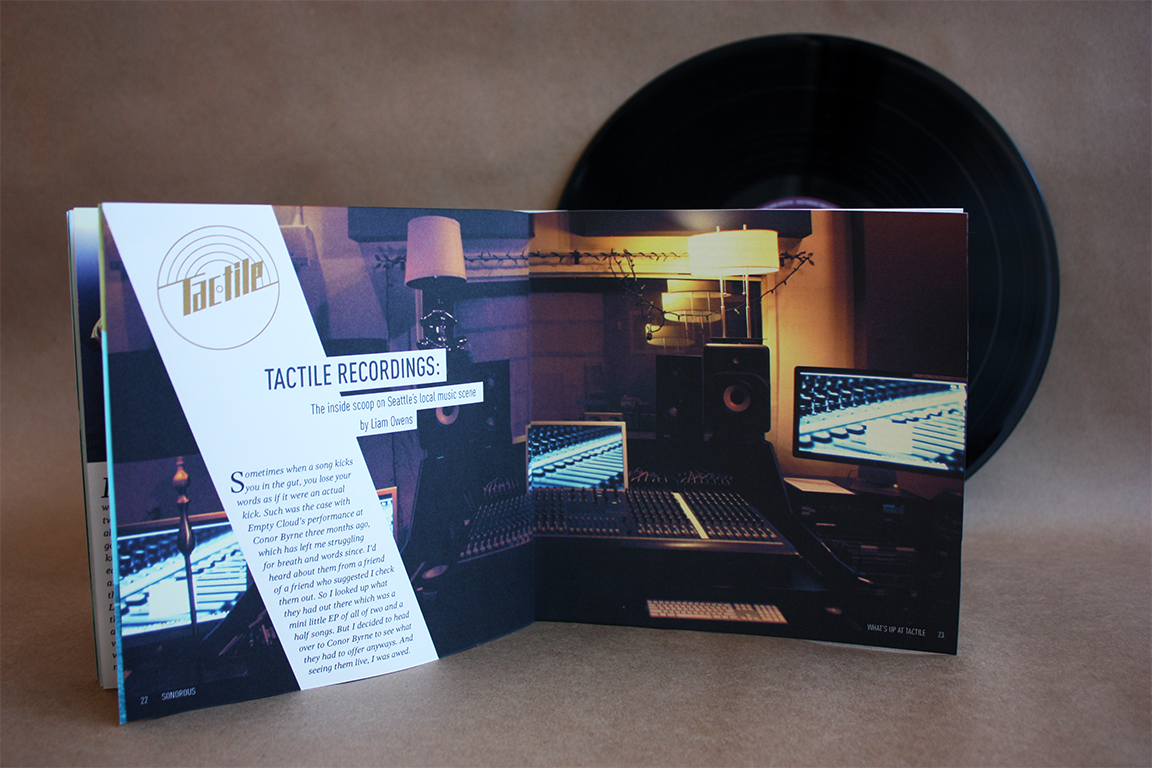 Tactile
TACTILE RECORDINGS:
The inside scoop on Seattle's local music scene
by Liam Owens
Sometimes when a song kicks
you in the gut, you lose your
words as if it were an actual
kick. Such was the case with
Empty Cloud's performance at
Conor Byrne three months ago,
which has left me struggling
for breath and words since. I'd
heard about them from a friend
of a friend who suggested I check
them out. So I looked up what
they had out there which was a
mini little EP of all of two and a
half songs. But I decided to head
over to Conor Byrne to see what
they had to offer anyways. And
seeing them live, I was awed.
22 SONOROUS
WHAT'S UP AT TACTILE 23